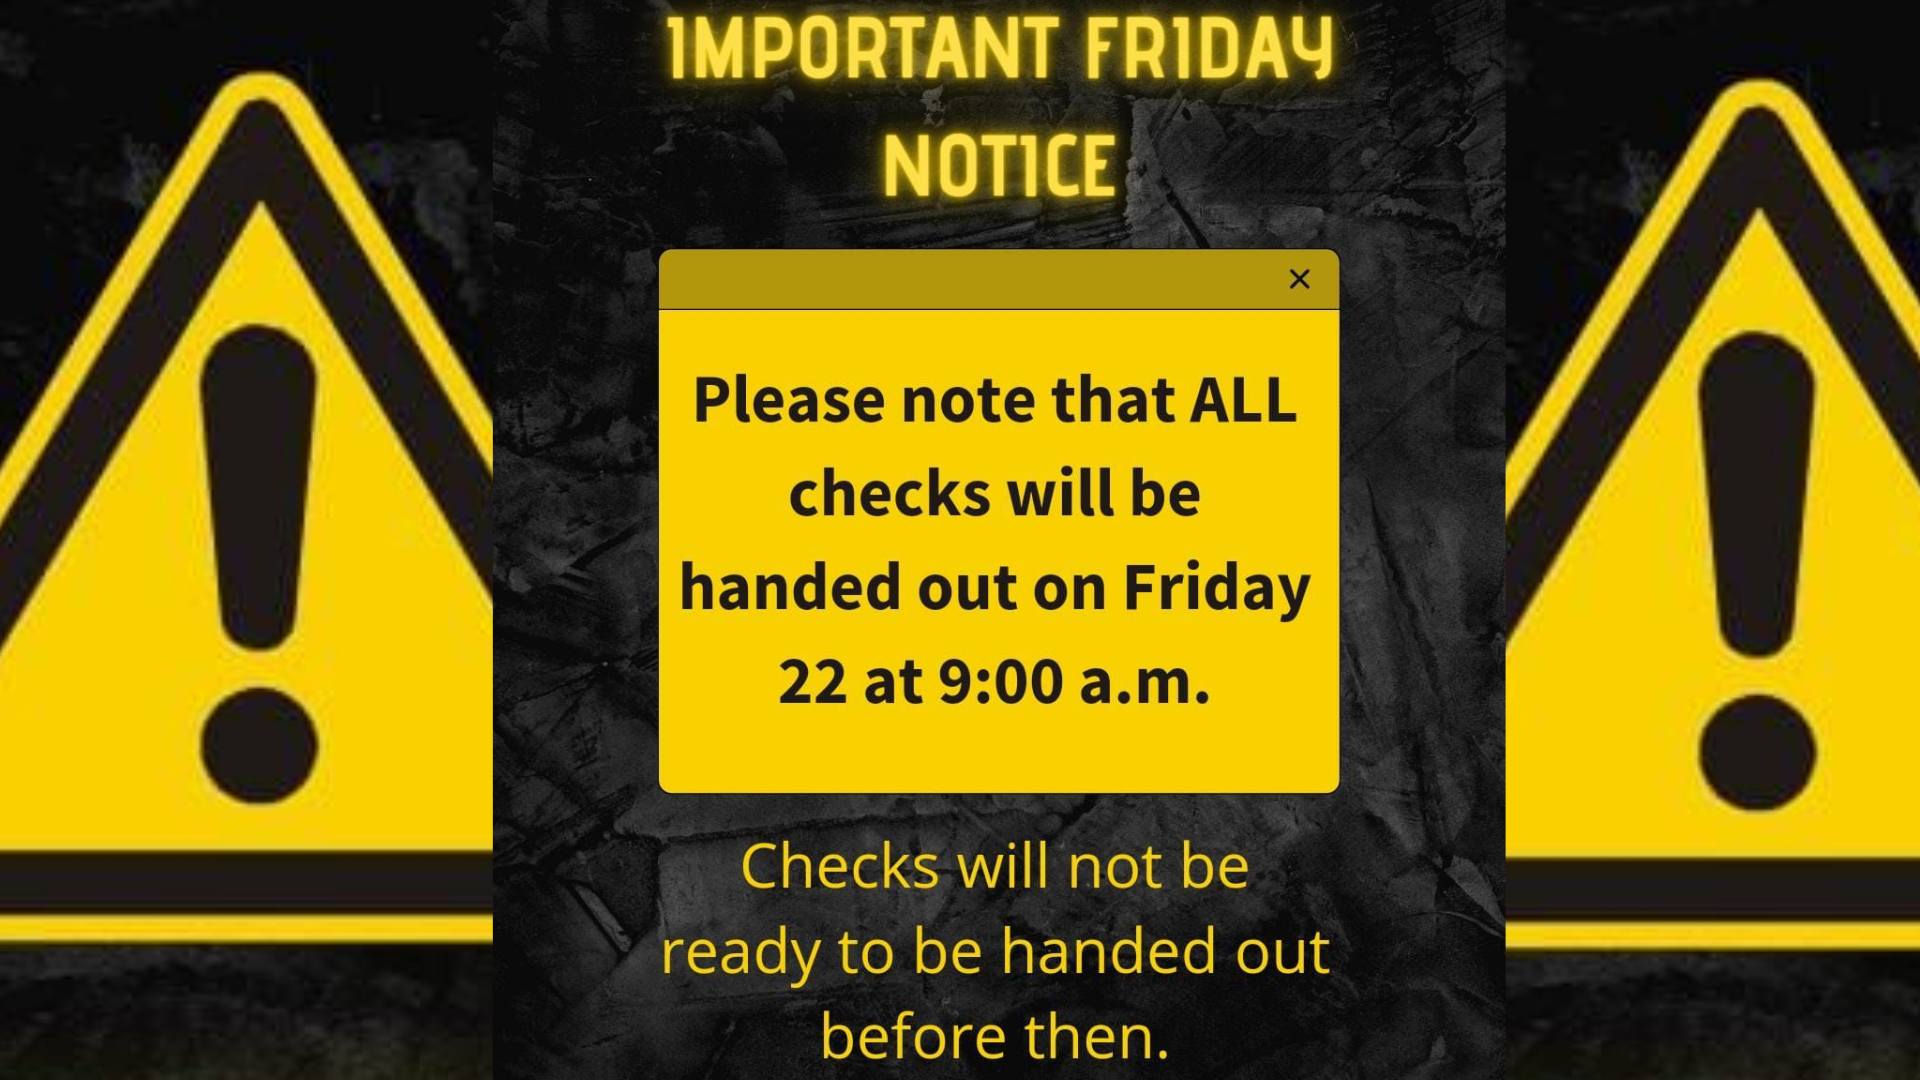 IMPORTANT FRIDAY
NOTICE
Please note that ALL
checks will be
handed out on Friday
22 at 9:00 a.m.
Checks will not be
ready to be handed out
before then.